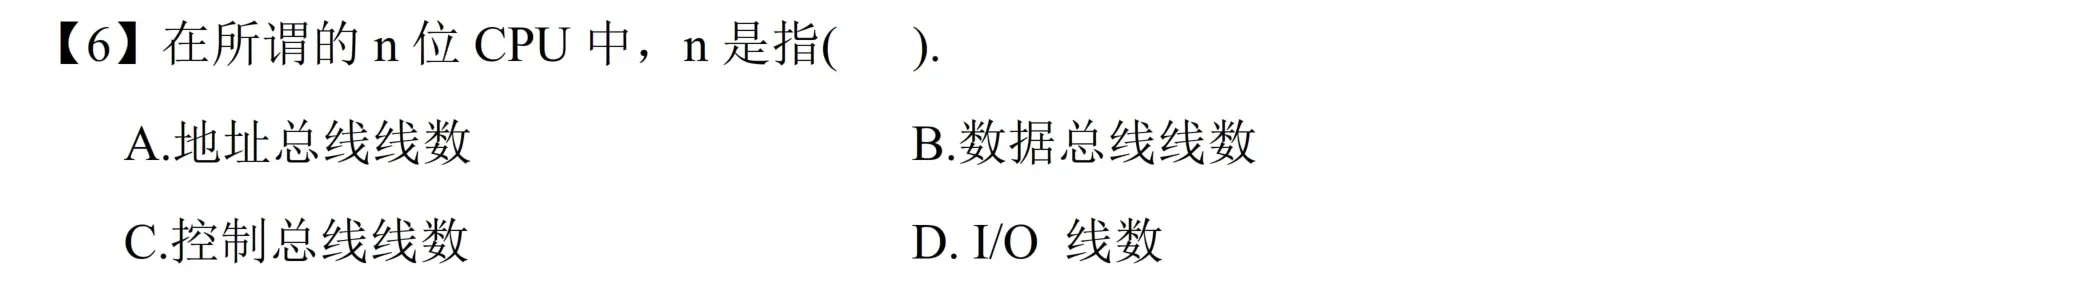 【6】在所谓的 n 位 CPU 中，n 是指(     ).
A.地址总线线数 B.数据总线线数
C.控制总线线数 D. I/O 线数